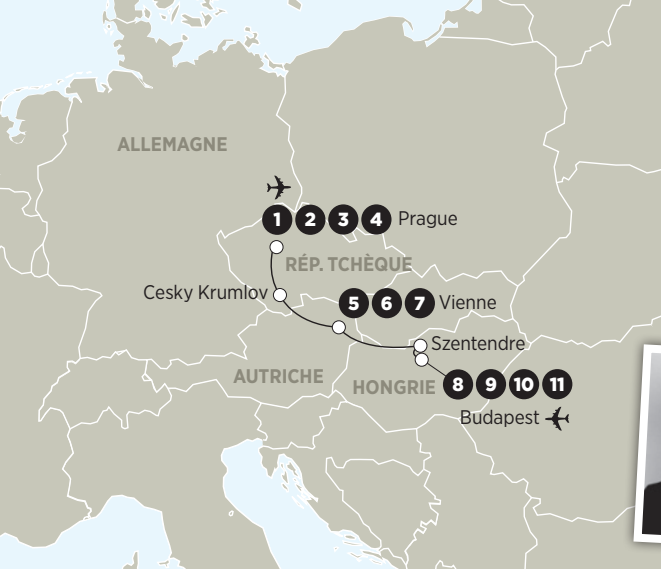 ALLEMAGNE
1 2 3 4 Prague
RÉP. TCHÈQUE
Cesky Krumlov
5 6 7 Vienne
Szentendre
AUTRICHE
HONGRIE
8 9 10 11
Budapest